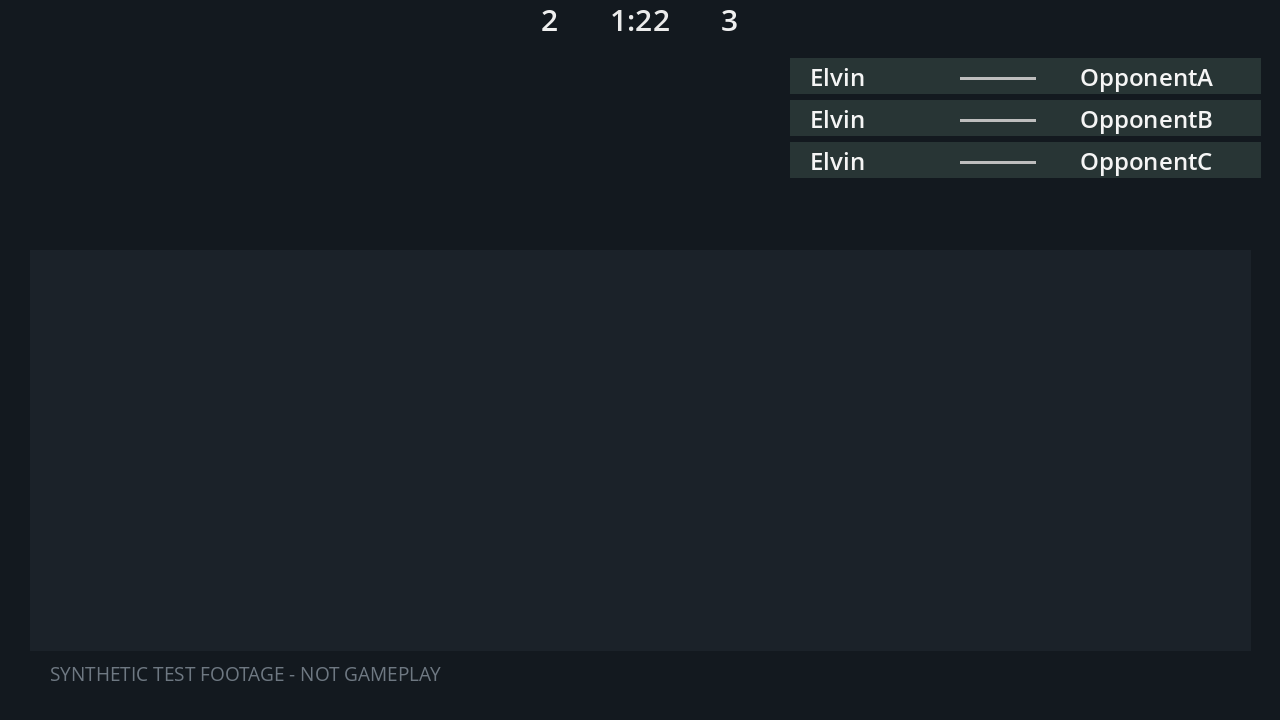 2 1:22 3
Elvin OpponentA
Elvin OpponentB
Elvin OpponentC
SYNTHETIC TEST FOOTAGE - NOT GAMEPLAY